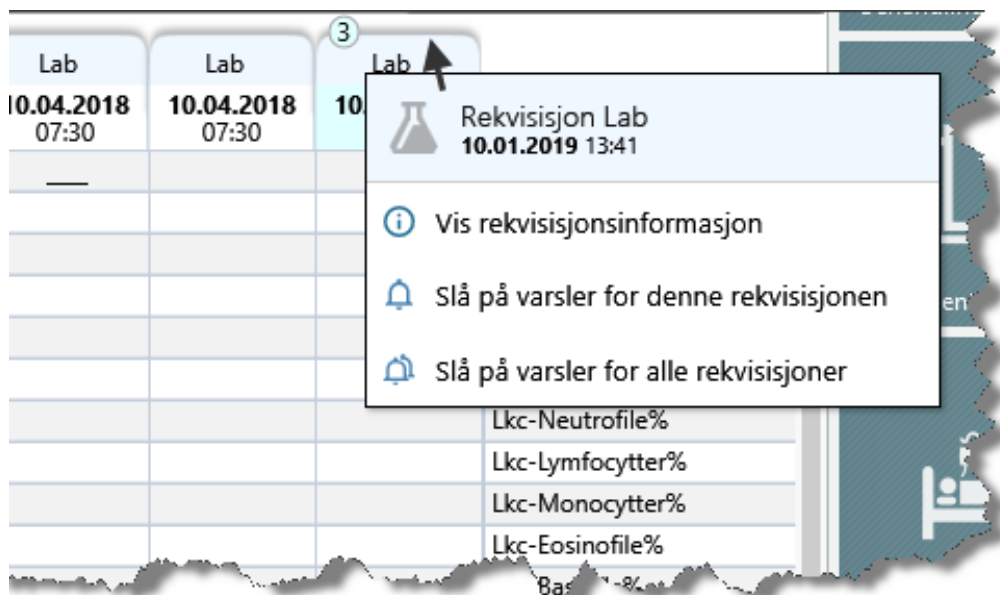 3
Lab Lab Lab
10.04.2018 10.04.2018 10.
07:30 07:30
Rekvisisjon Lab
10.01.2019 13:41
Vis rekvisisjonsinformasjon
Slå på varsler for denne rekvisisjonen
Slå på varsler for alle rekvisisjoner
en
Lkc-Neutrofile%
Lkc-Lymfocytter%
Lkc-Monocytter%
Lkc-Eosinofile%